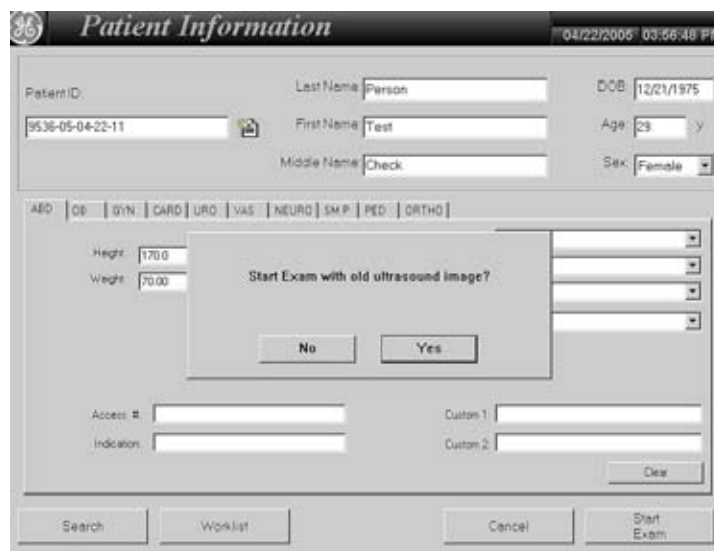 Patient Information
04/22/2005 03:56:48 PM
Patient ID:
9536-05-04-22-11
Last Name Person
First Name Test
Middle Name Check
DOB: 12/21/1975
Age: 29 y
Sex: Female
ABD OB GYN CARD URO VAS NEURO SM P PED ORTHO
Height 170.0
Weight 70.00
Start Exam with old ultrasound image?
No Yes
Access #:
Indication:
Custom 1:
Custom 2:
Clear
Search Worklist Cancel Start
Exam